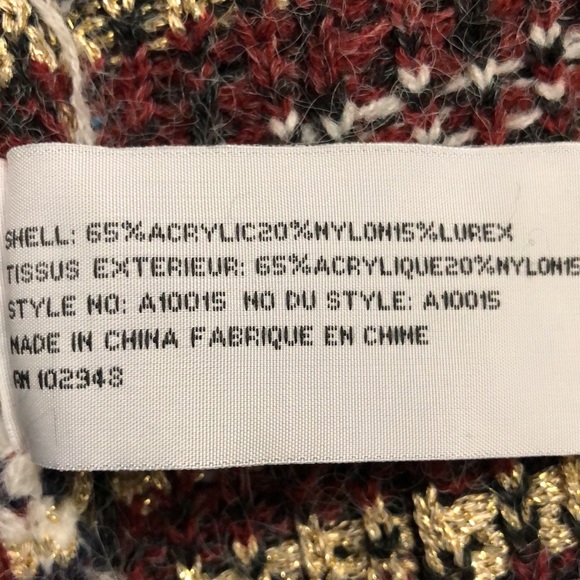 SHELL: 65%ACRYLIC20%NYLON15%LUREX
TISSUS EXTERIEUR: 65%ACRYLIQUE20%NYLON15
STYLE NO: A10015 NO DU STYLE: A10015
MADE IN CHINA FABRIQUE EN CHINE
RN 102948